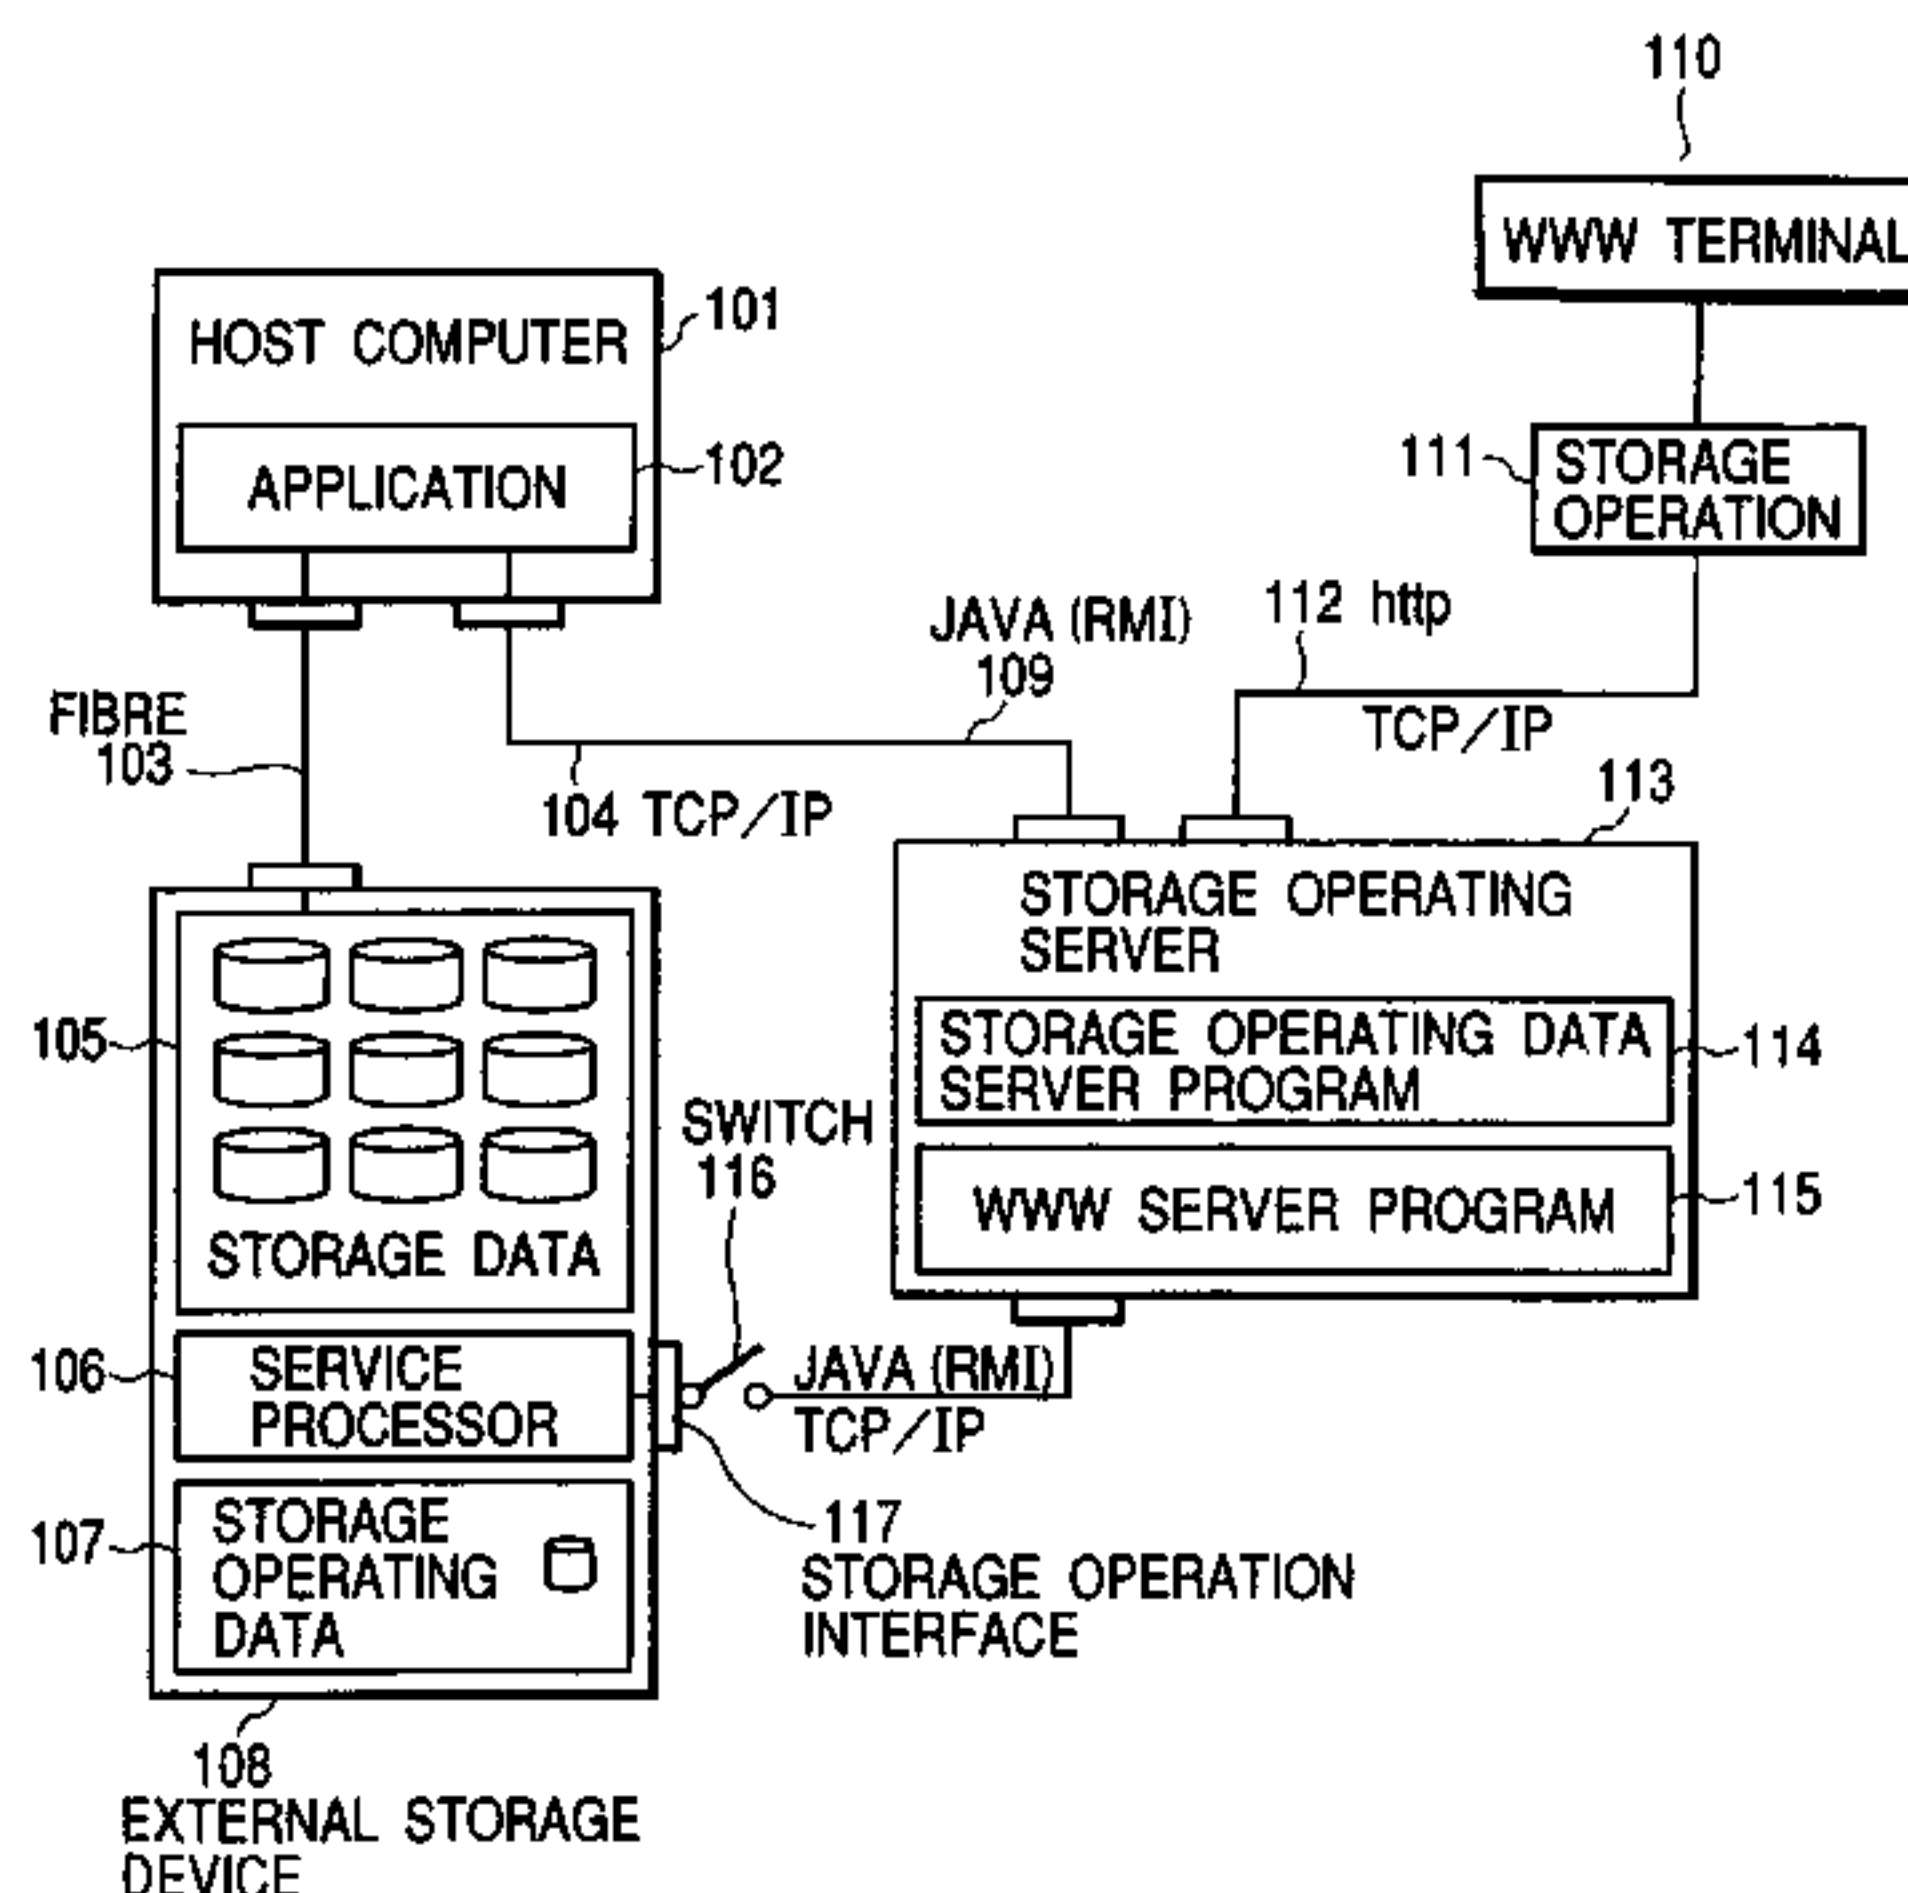 110
WWW TERMINAL
HOST COMPUTER
101
APPLICATION
102
111
STORAGE
OPERATION
112 http
TCP/IP
JAVA (RMI)
109
FIBRE
103
104 TCP/IP
113
STORAGE OPERATING
SERVER
STORAGE OPERATING DATA
SERVER PROGRAM
114
WWW SERVER PROGRAM
115
105
STORAGE DATA
SWITCH
116
106
SERVICE
PROCESSOR
JAVA (RMI)
TCP/IP
107
STORAGE
OPERATING
DATA
117
STORAGE OPERATION
INTERFACE
108
EXTERNAL STORAGE
DEVICE